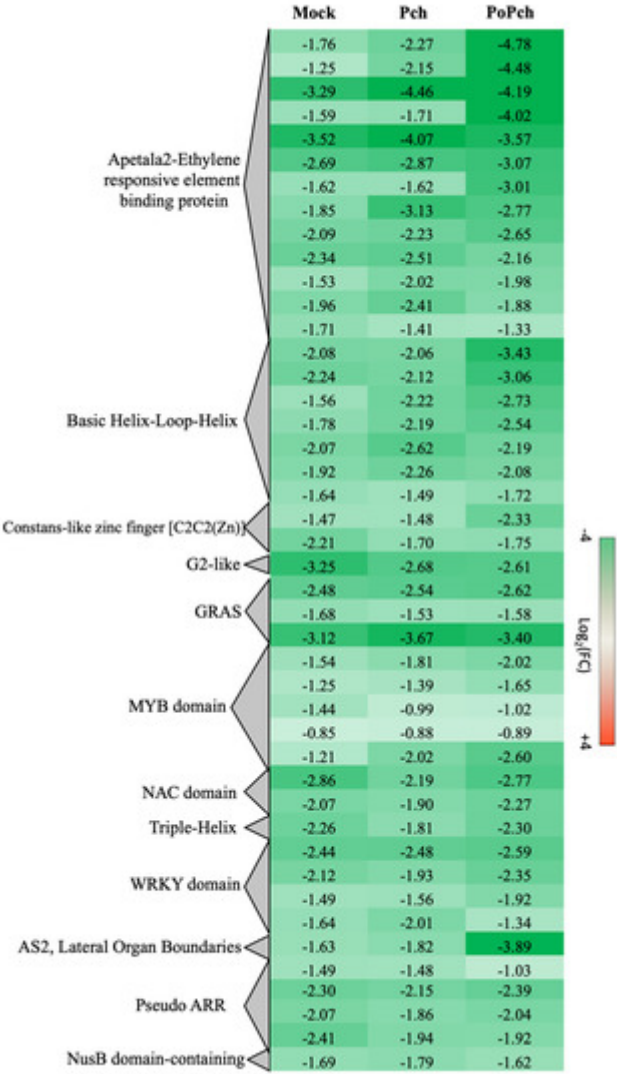 Mock Pch PoPch
-1.76 -2.27 -4.78
-1.25 -2.15 -4.48
-3.29 -4.46 -4.19
-1.59 -1.71 -4.02
-3.52 -4.07 -3.57
Apetala2-Ethylene
responsive element
binding protein
-2.69 -2.87 -3.07
-1.62 -1.62 -3.01
-1.85 -3.13 -2.77
-2.09 -2.23 -2.65
-2.34 -2.51 -2.16
-1.53 -2.02 -1.98
-1.96 -2.41 -1.88
-1.71 -1.41 -1.33
-2.08 -2.06 -3.43
-2.24 -2.12 -3.06
-1.56 -2.22 -2.73
Basic Helix-Loop-Helix
-1.78 -2.19 -2.54
-2.07 -2.62 -2.19
-1.92 -2.26 -2.08
-1.64 -1.49 -1.72
Constans-like zinc finger [C2C2(Zn)]
-1.47 -1.48 -2.33
-2.21 -1.70 -1.75
G2-like
-3.25 -2.68 -2.61
-2.48 -2.54 -2.62
GRAS
-1.68 -1.53 -1.58
-3.12 -3.67 -3.40
-1.54 -1.81 -2.02
-1.25 -1.39 -1.65
MYB domain
-1.44 -0.99 -1.02
-0.85 -0.88 -0.89
-1.21 -2.02 -2.60
-2.86 -2.19 -2.77
NAC domain
-2.07 -1.90 -2.27
Triple-Helix
-2.26 -1.81 -2.30
-2.44 -2.48 -2.59
WRKY domain
-2.12 -1.93 -2.35
-1.49 -1.56 -1.92
-1.64 -2.01 -1.34
AS2, Lateral Organ Boundaries
-1.63 -1.82 -3.89
-1.49 -1.48 -1.03
-2.30 -2.15 -2.39
Pseudo ARR
-2.07 -1.86 -2.04
-2.41 -1.94 -1.92
NusB domain-containing
-1.69 -1.79 -1.62
-4
Log2(FC)
+4